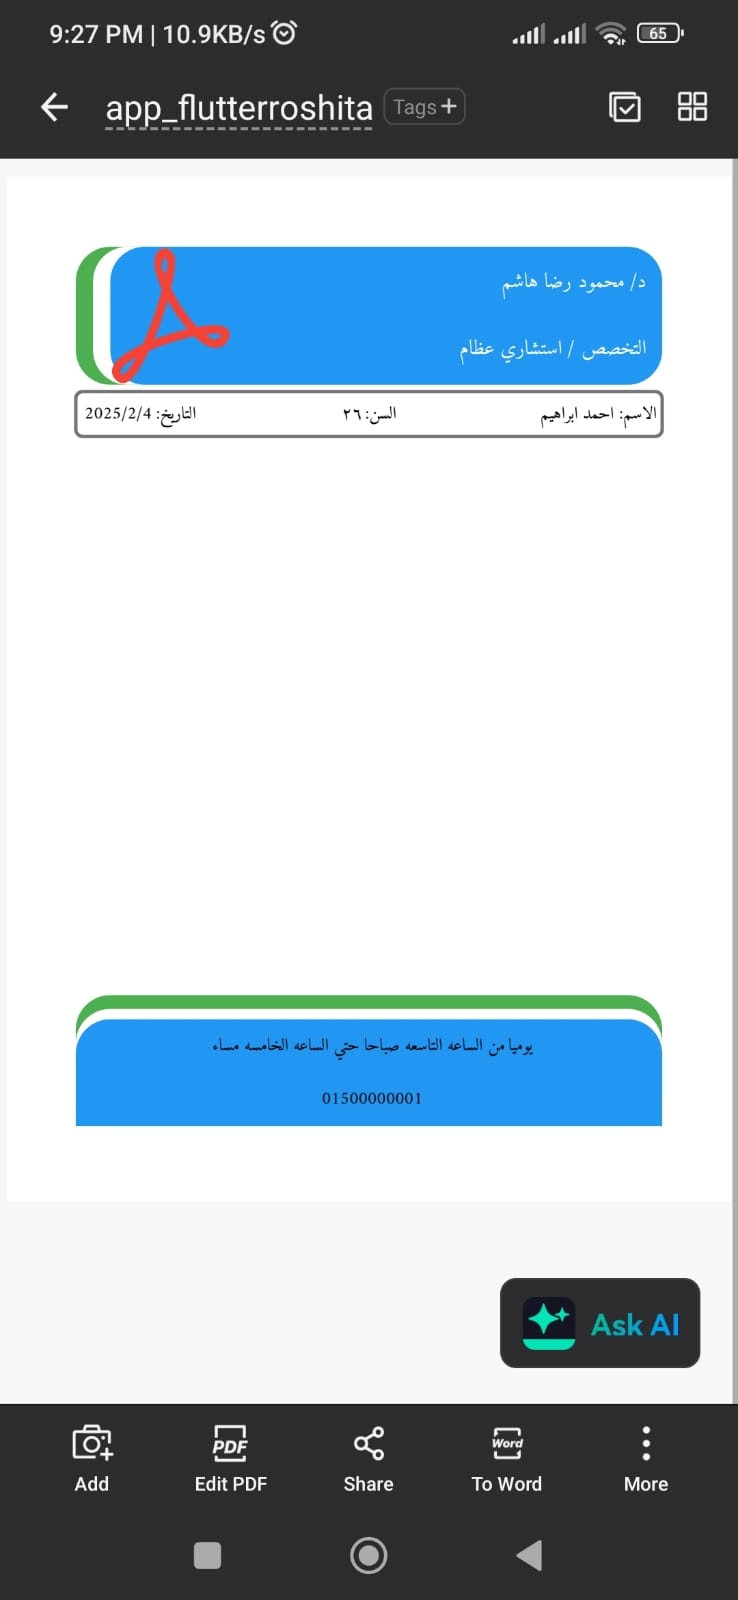 9:27 PM | 10.9KB/s
65
app_flutterroshita
Tags+
د/ محمود رضا هاشم
التخصص / استشاري عظام
الاسم: احمد ابراهيم السن: ٢٦ التاريخ: 2025/2/4
يوميا من الساعه التاسعه صباحا حتي الساعه الخامسه مساء
01500000001
Ask AI
PDF
Word
Add
Edit PDF
Share
To Word
More